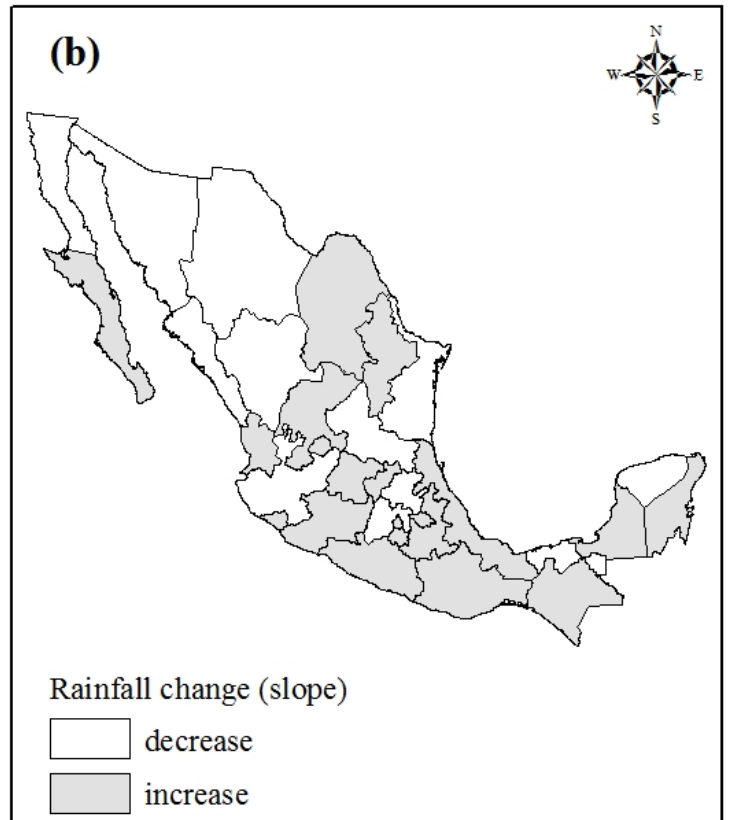 (b)
N
W E
S
Rainfall change (slope)
decrease
increase